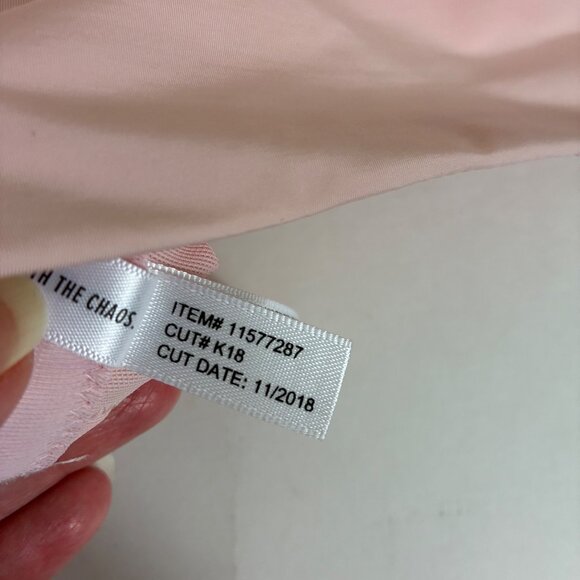 THE CHAOS.
ITEM# 11577287
CUT# K18
CUT DATE: 11/2018